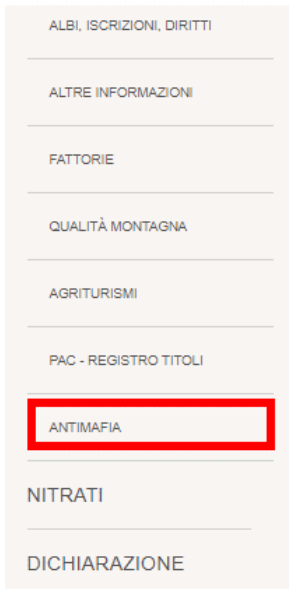 ALBI, ISCRIZIONI, DIRITTI
ALTRE INFORMAZIONI
FATTORIE
QUALITÀ MONTAGNA
AGRITURISMI
PAC - REGISTRO TITOLI
ANTIMAFIA
NITRATI
DICHIARAZIONE